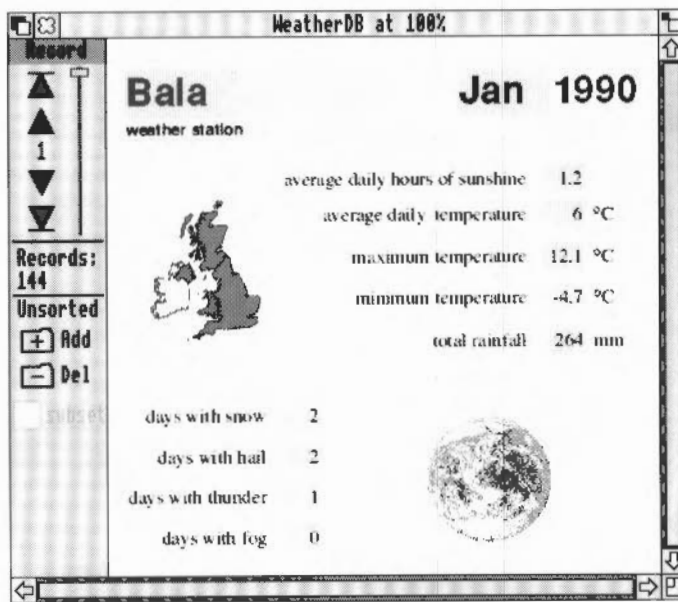 WeatherDB at 100%
Record
1
Records:
144
Unsorted
Add
Del
subset
Bala
weather station
Jan 1990
average daily hours of sunshine 1.2
average daily temperature 6 °C
maximum temperature 12.1 °C
minimum temperature -4.7 °C
total rainfall 264 mm
days with snow 2
days with hail 2
days with thunder 1
days with fog 0